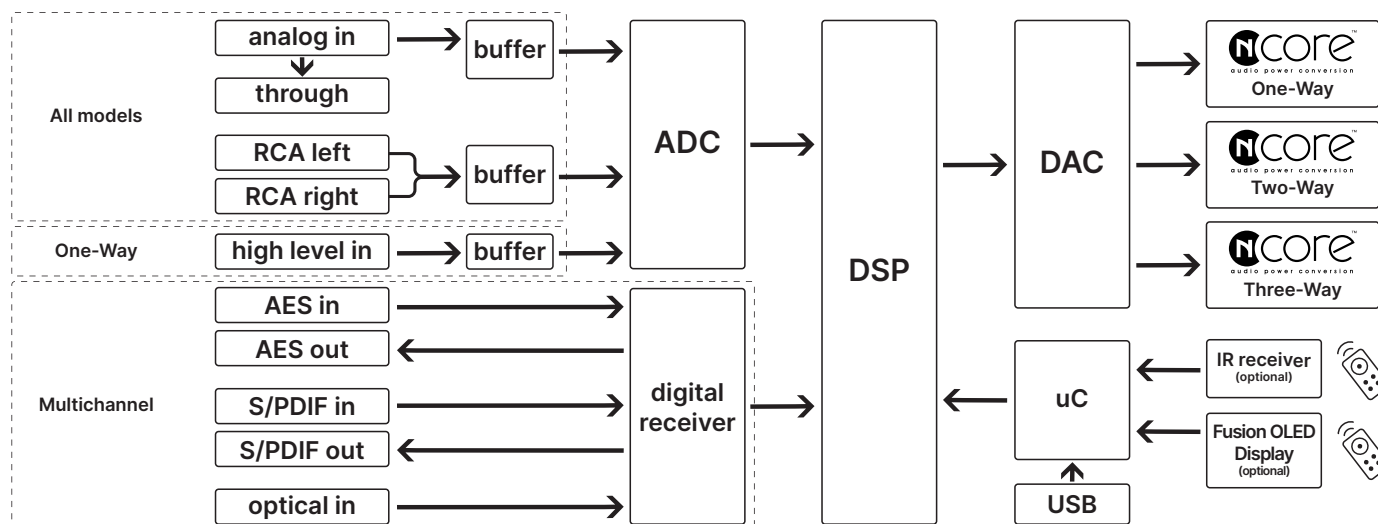 All models
analog in
through
buffer
RCA left
RCA right
buffer
One-Way
high level in
buffer
Multichannel
AES in
AES out
S/PDIF in
S/PDIF out
optical in
ADC
digital
receiver
DSP
DAC
Ncore™
audio power conversion
One-Way
Ncore™
audio power conversion
Two-Way
Ncore™
audio power conversion
Three-Way
uC
USB
IR receiver
(optional)
Fusion OLED
Display
(optional)